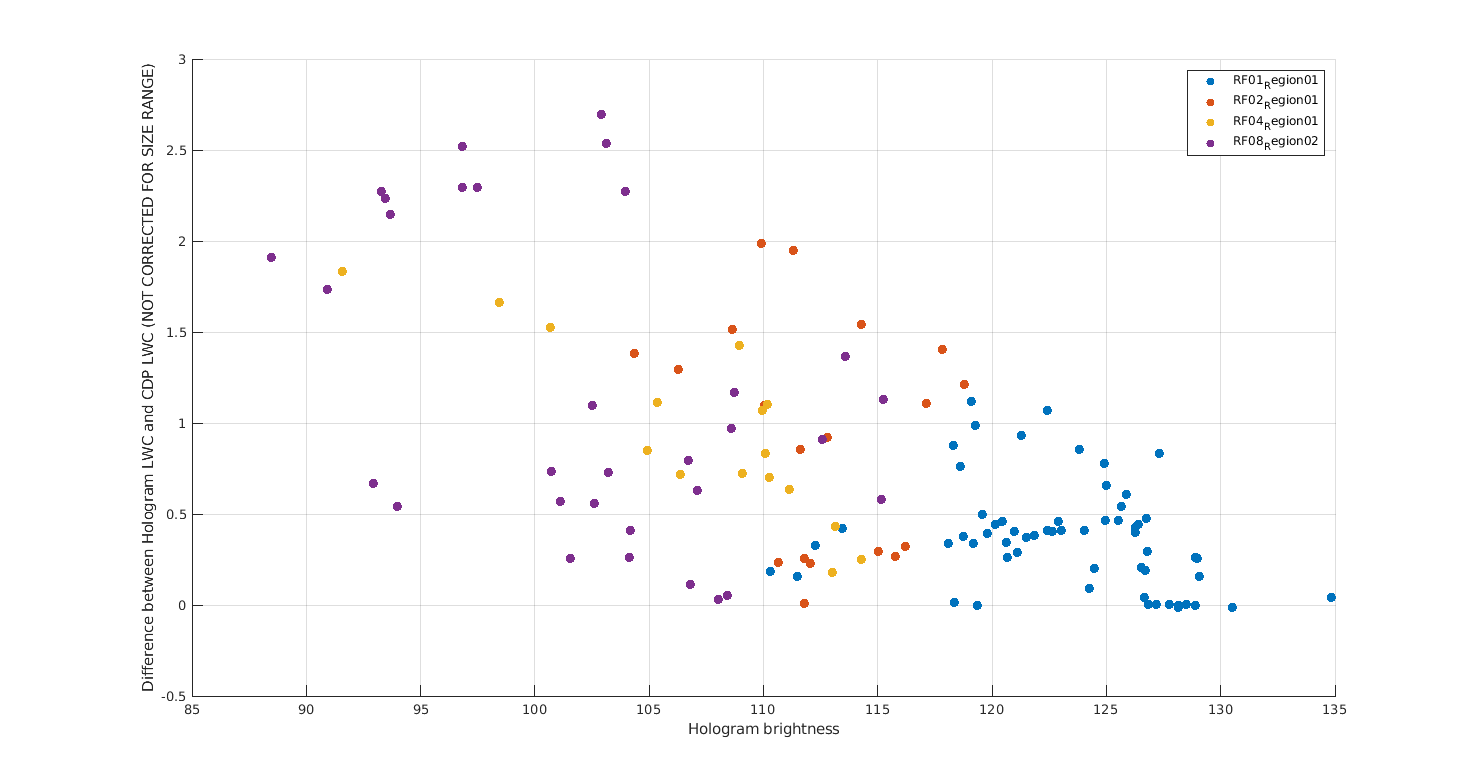 3
2.5
2
1.5
1
0.5
0
-0.5
Difference between Hologram LWC and CDP LWC (NOT CORRECTED FOR SIZE RANGE)
RF01_Region01
RF02_Region01
RF04_Region01
RF08_Region02
85 90 95 100 105 110 115 120 125 130 135
Hologram brightness